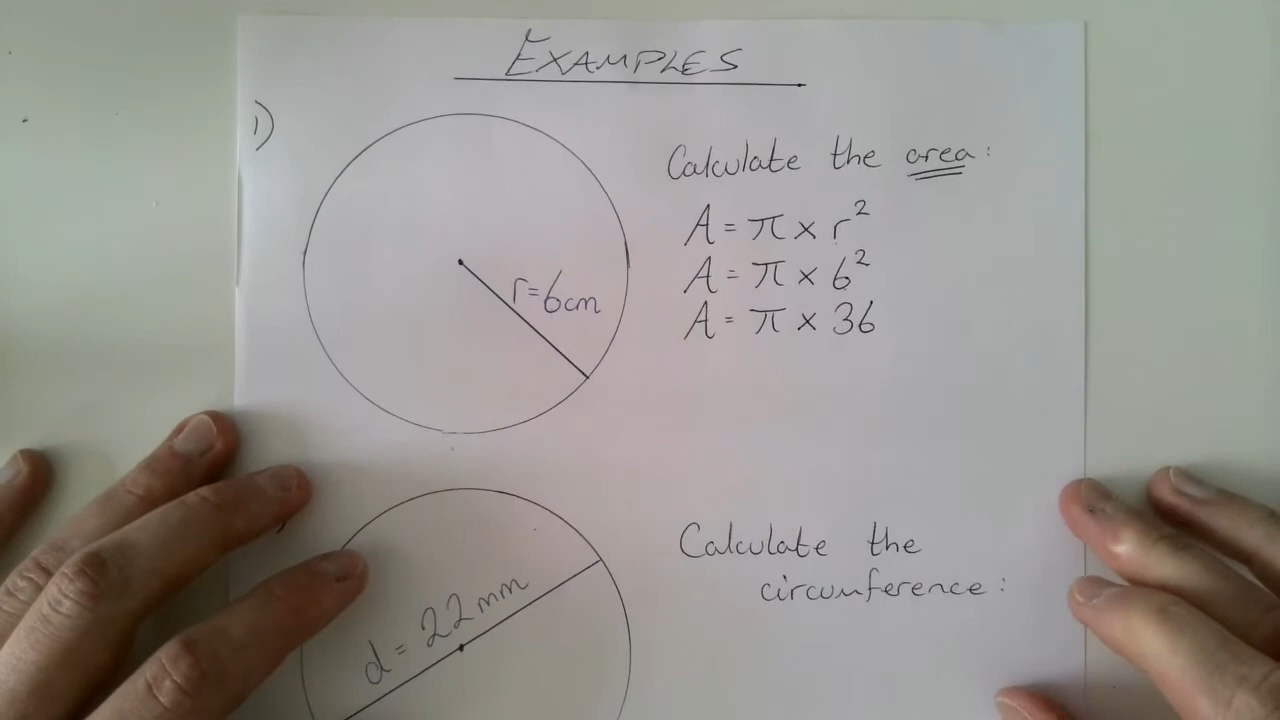 EXAMPLES
1)
r=6cm
Calculate the area:
A = π × r²
A = π × 6²
A = π × 36
d = 22mm
Calculate the
circumference: